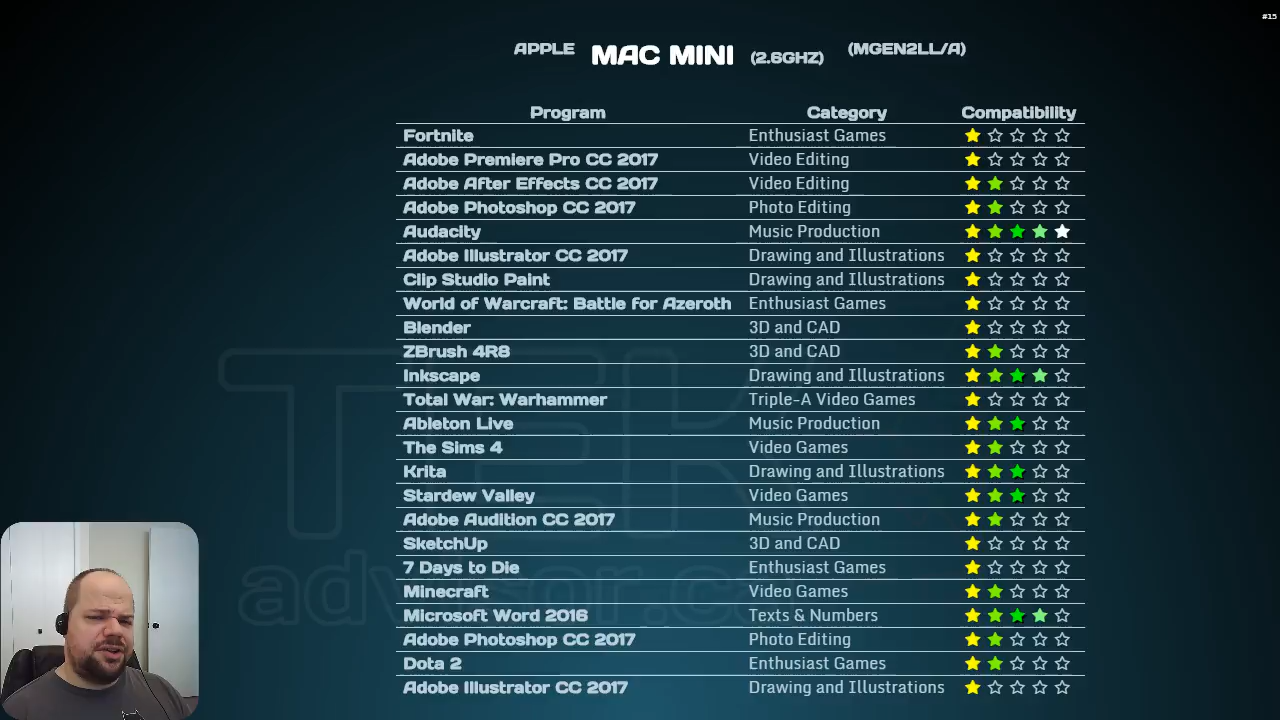 #15
APPLE MAC MINI (2.6GHZ) (MGEN2LL/A)
Program Category Compatibility
Fortnite Enthusiast Games
Adobe Premiere Pro CC 2017 Video Editing
Adobe After Effects CC 2017 Video Editing
Adobe Photoshop CC 2017 Photo Editing
Audacity Music Production
Adobe Illustrator CC 2017 Drawing and Illustrations
Clip Studio Paint Drawing and Illustrations
World of Warcraft: Battle for Azeroth Enthusiast Games
Blender 3D and CAD
ZBrush 4R8 3D and CAD
Inkscape Drawing and Illustrations
Total War: Warhammer Triple-A Video Games
Ableton Live Music Production
The Sims 4 Video Games
Krita Drawing and Illustrations
Stardew Valley Video Games
Adobe Audition CC 2017 Music Production
SketchUp 3D and CAD
7 Days to Die Enthusiast Games
Minecraft Video Games
Microsoft Word 2016 Texts & Numbers
Adobe Photoshop CC 2017 Photo Editing
Dota 2 Enthusiast Games
Adobe Illustrator CC 2017 Drawing and Illustrations
TEK
advisor.ca